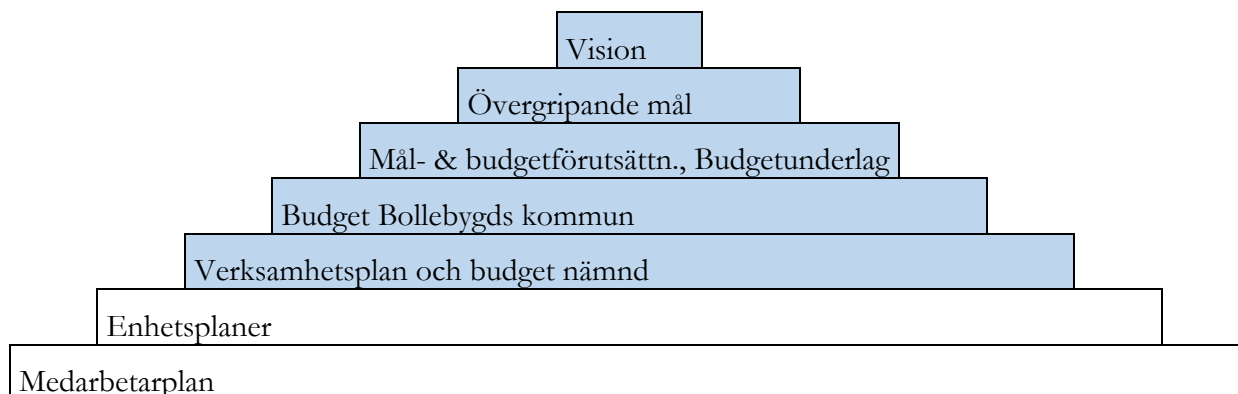 Vision
Övergripande mål
Mål- & budgetförutsättn., Budgetunderlag
Budget Bollebygds kommun
Verksamhetsplan och budget nämnd
Enhetsplaner
Medarbetarplan